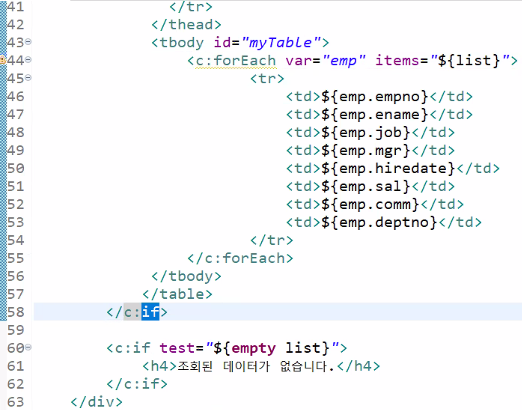 41 </tr>
42 </thead>
43 <tbody id="myTable">
44 <c:forEach var="emp" items="${list}">
45 <tr>
46 <td>${emp.empno}</td>
47 <td>${emp.ename}</td>
48 <td>${emp.job}</td>
49 <td>${emp.mgr}</td>
50 <td>${emp.hiredate}</td>
51 <td>${emp.sal}</td>
52 <td>${emp.comm}</td>
53 <td>${emp.deptno}</td>
54 </tr>
55 </c:forEach>
56 </tbody>
57 </table>
58 </c:if>
59
60 <c:if test="${empty list}">
61 <h4>조회된 데이터가 없습니다.</h4>
62 </c:if>
63 </div>